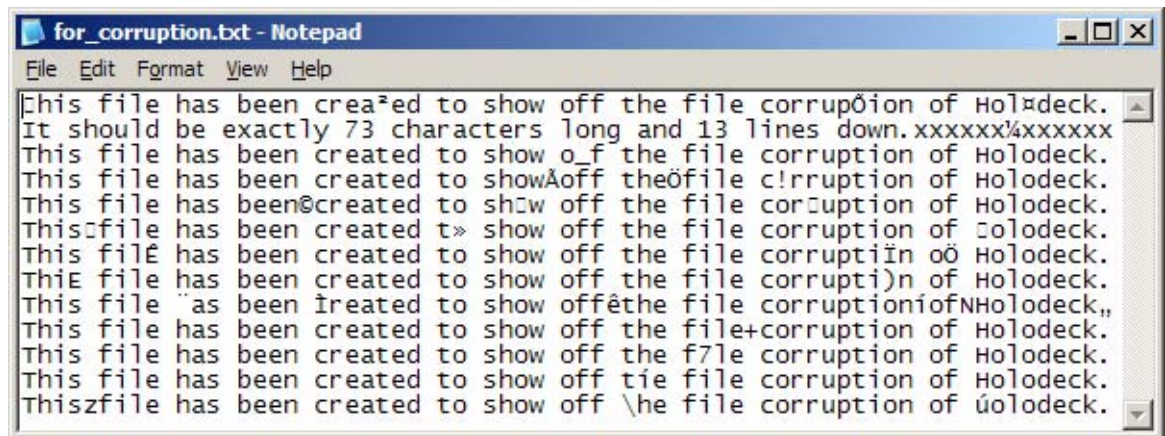 for_corruption.txt - Notepad
File Edit Format View Help
▯his file has been crea²ed to show off the file corrupõion of Hol¤deck.
It should be exactly 73 characters long and 13 lines down.xxxxxx¼xxxxxx
This file has been created to show o_f the file corruption of Holodeck.
This file has been created to showÃoff theÖfile c!rruption of Holodeck.
This file has been©created to sh▯w off the file cor▯uption of Holodeck.
This▯file has been created t» show off the file corruption of ▯olodeck.
This filÊ has been created to show off the file corruptiÏn oÖ Holodeck.
ThiE file has been created to show off the file corrupti)n of Holodeck.
This file ¨as been Ìreated to show offêthe file corruptioníofNHolodeck„
This file has been created to show off the file+corruption of Holodeck.
This file has been created to show off the f7le corruption of Holodeck.
This file has been created to show off tíe file corruption of Holodeck.
Thiszfile has been created to show off \he file corruption of úolodeck.